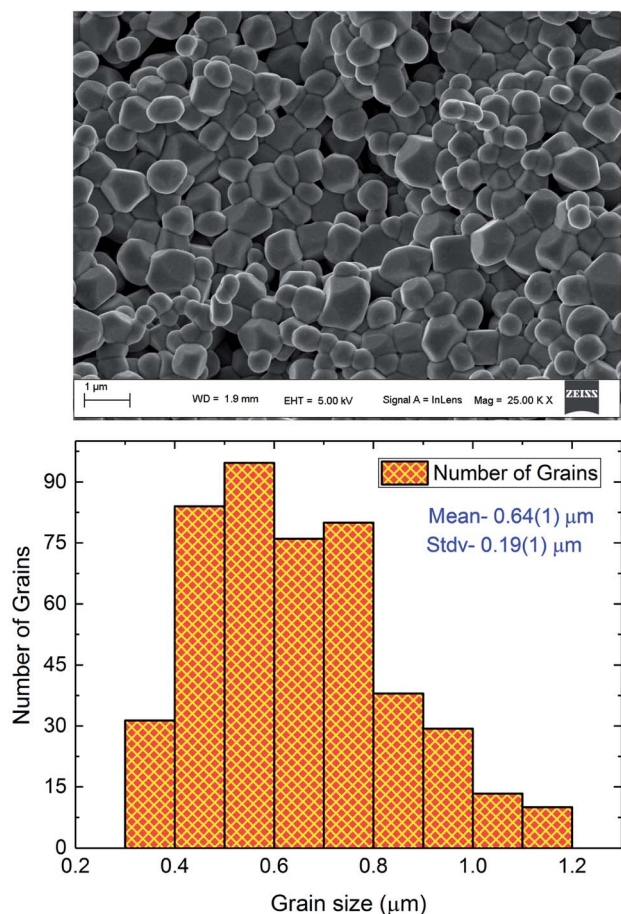 1 µm
WD = 1.9 mm
EHT = 5.00 kV
Signal A = InLens
Mag = 25.00 K X
ZEISS
Number of Grains
Mean- 0.64(1) μm
Stdv- 0.19(1) μm
Number of Grains
90
75
60
45
30
15
0
0.2 0.4 0.6 0.8 1.0 1.2
Grain size (μm)